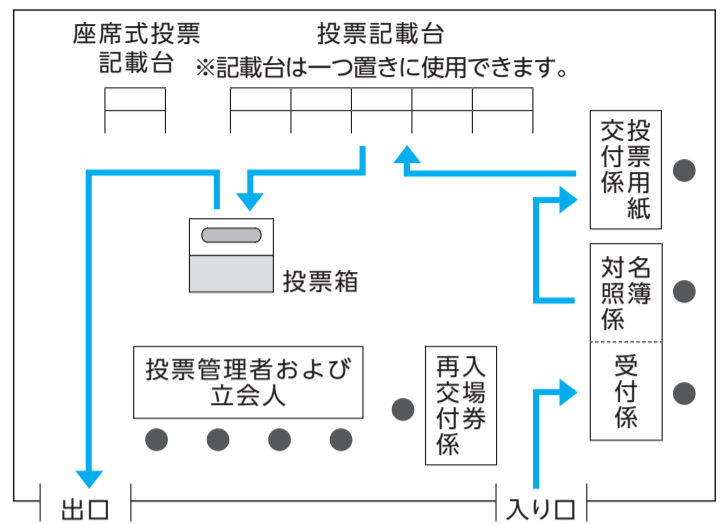 座席式投票
記載台
投票記載台
※記載台は一つ置きに使用できます。
投票用紙
交付係
名簿
対照係
受付係
投票箱
投票管理者および
立会人
入場券
再交付係
出口
入り口